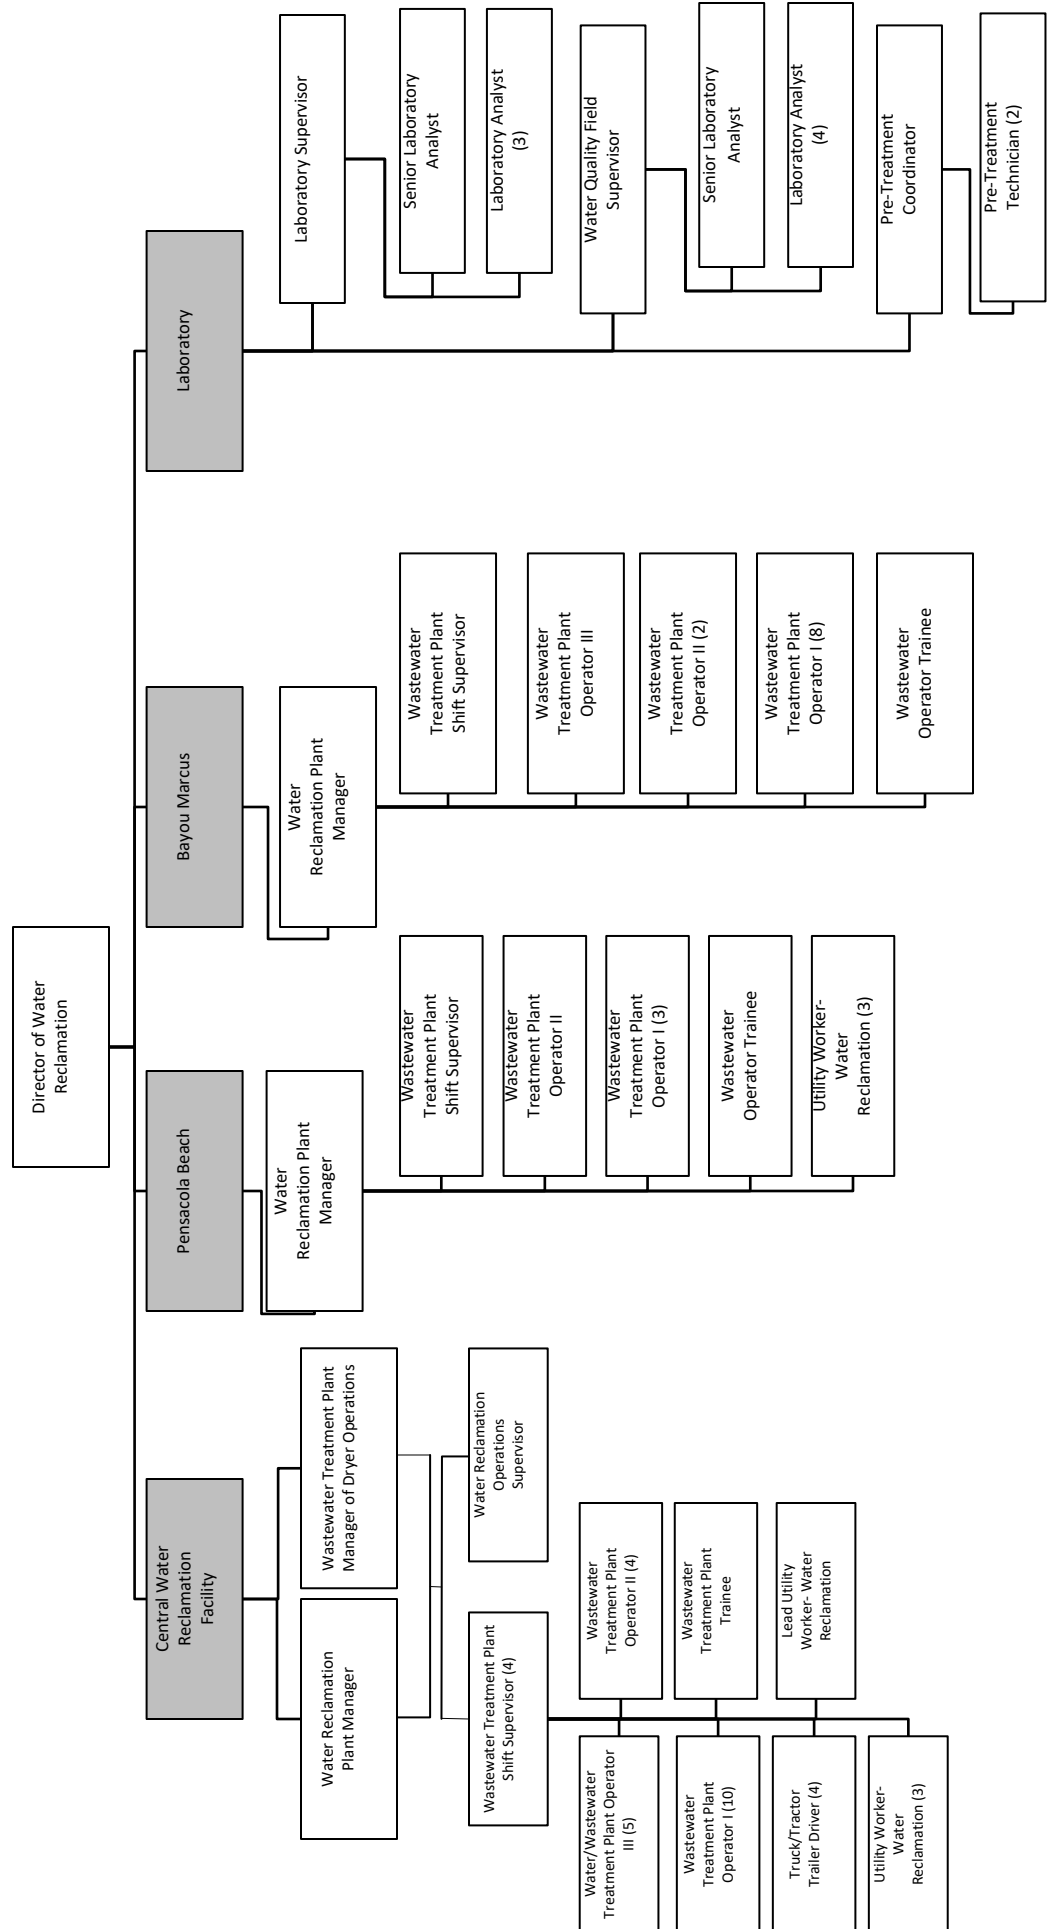 Director of Water
Reclamation
Central Water
Reclamation
Facility
Pensacola Beach
Bayou Marcus
Laboratory
Water Reclamation
Plant Manager
Wastewater Treatment Plant
Manager of Dryer Operations
Wastewater Treatment Plant
Shift Supervisor (4)
Water Reclamation
Operations
Supervisor
Water/Wastewater
Treatment Plant Operator
III (5)
Wastewater
Treatment Plant
Operator II (4)
Wastewater
Treatment Plant
Operator I (10)
Wastewater
Treatment Plant
Trainee
Truck/Tractor
Trailer Driver (4)
Lead Utility
Worker- Water
Reclamation
Utility Worker-
Water
Reclamation (3)
Water
Reclamation Plant
Manager
Wastewater
Treatment Plant
Shift Supervisor
Wastewater
Treatment Plant
Operator II
Wastewater
Treatment Plant
Operator I (3)
Wastewater
Operator Trainee
Utility Worker-
Water
Reclamation (3)
Water
Reclamation Plant
Manager
Wastewater
Treatment Plant
Shift Supervisor
Wastewater
Treatment Plant
Operator III
Wastewater
Treatment Plant
Operator II (2)
Wastewater
Treatment Plant
Operator I (8)
Wastewater
Operator Trainee
Laboratory Supervisor
Senior Laboratory
Analyst
Laboratory Analyst
(3)
Water Quality Field
Supervisor
Senior Laboratory
Analyst
Laboratory Analyst
(4)
Pre-Treatment
Coordinator
Pre-Treatment
Technician (2)